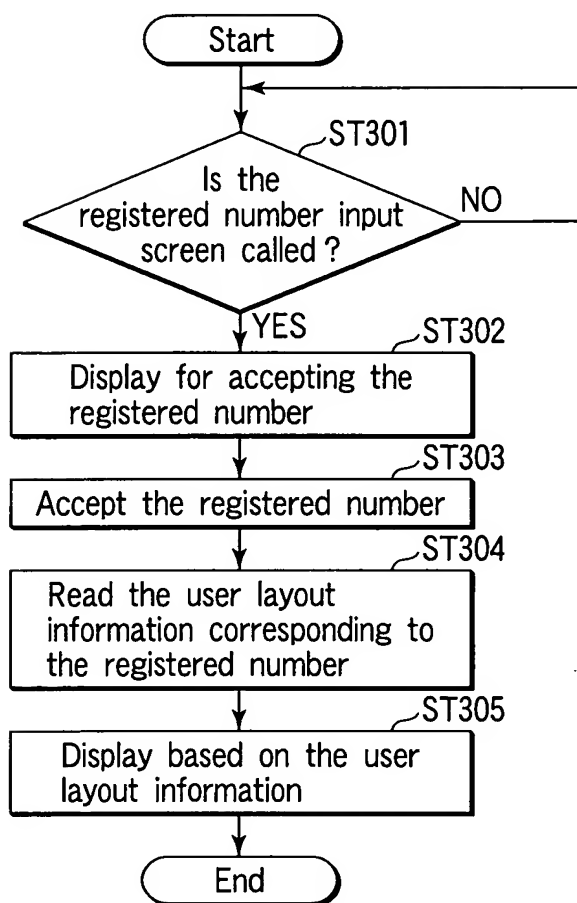 Start
ST301
Is the
registered number input
screen called ?
NO
YES
ST302
Display for accepting the
registered number
ST303
Accept the registered number
ST304
Read the user layout
information corresponding to
the registered number
ST305
Display based on the user
layout information
End